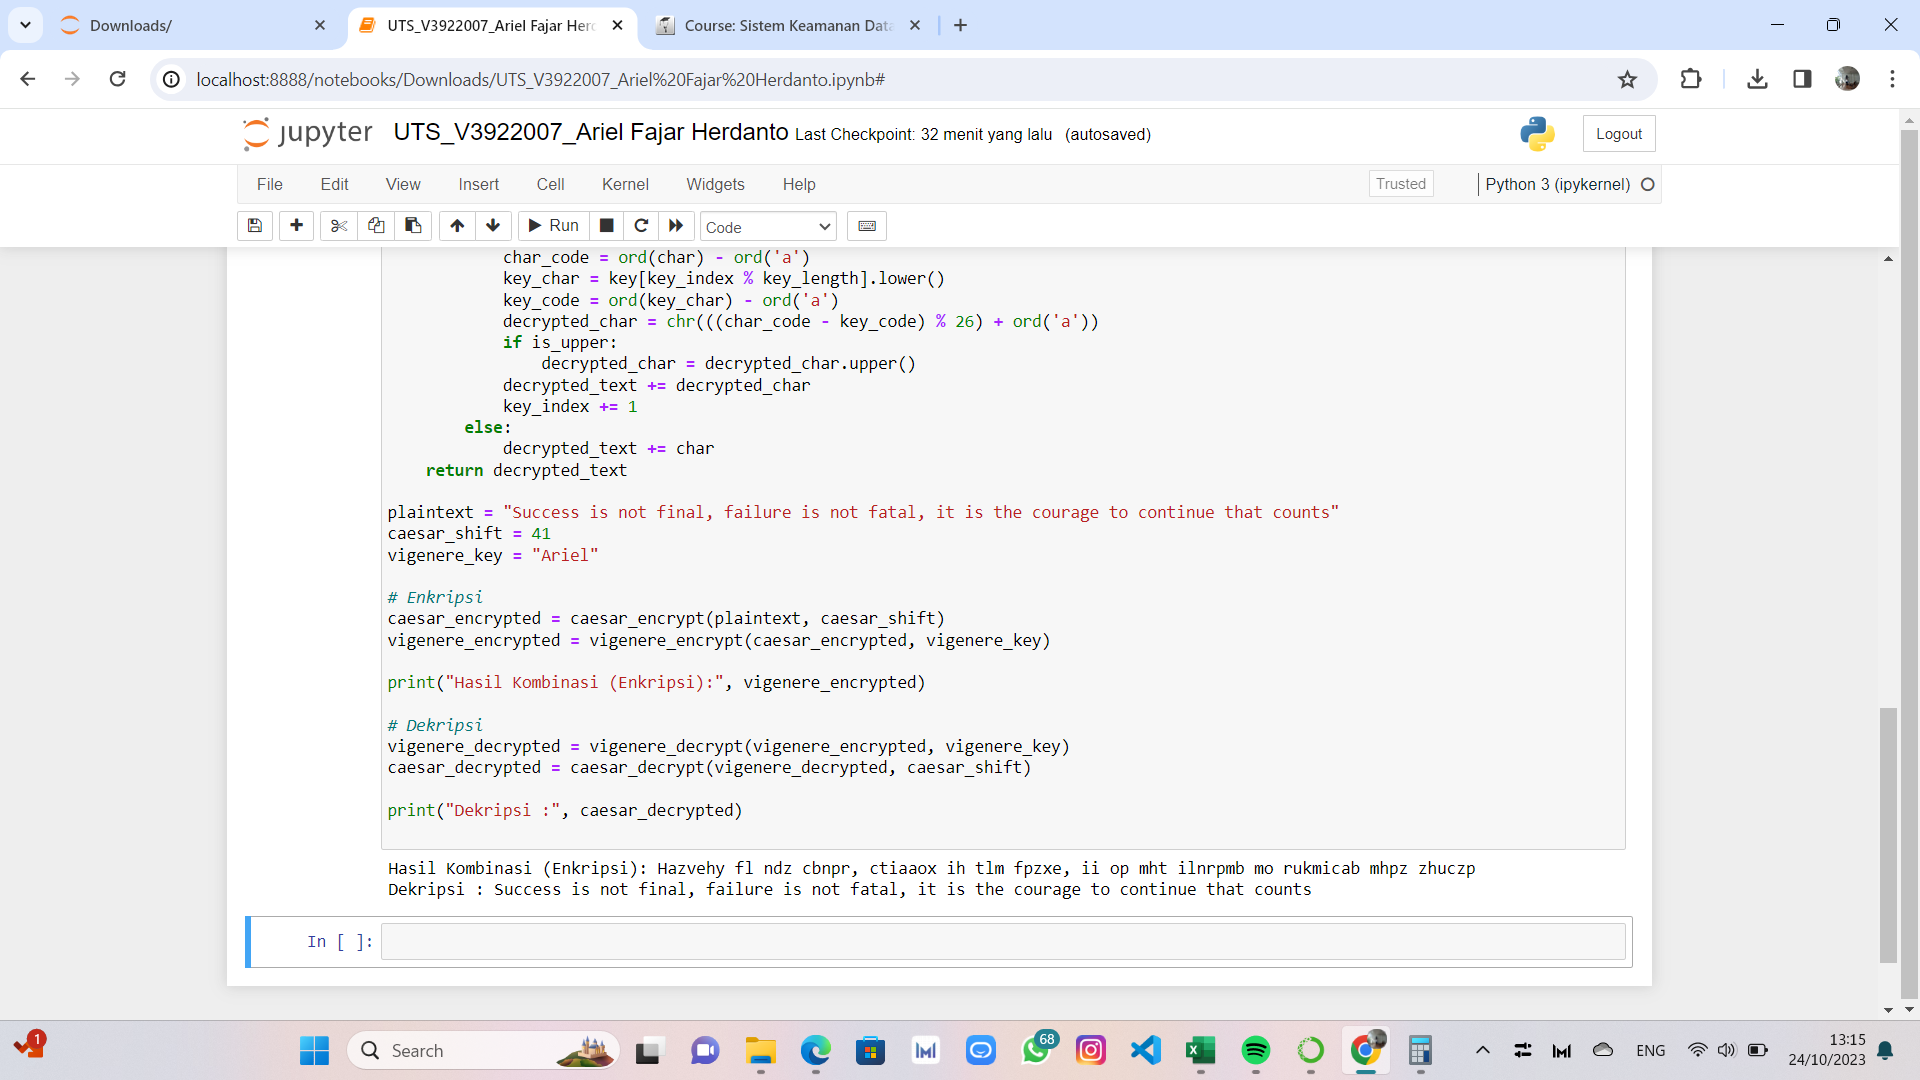 Downloads/
UTS_V3922007_Ariel Fajar Herd
Course: Sistem Keamanan Data
localhost:8888/notebooks/Downloads/UTS_V3922007_Ariel%20Fajar%20Herdanto.ipynb#
jupyter UTS_V3922007_Ariel Fajar Herdanto Last Checkpoint: 32 menit yang lalu (autosaved)
Logout
File Edit View Insert Cell Kernel Widgets Help
Trusted
Python 3 (ipykernel)
Run
Code
char_code = ord(char) - ord('a')
key_char = key[key_index % key_length].lower()
key_code = ord(key_char) - ord('a')
decrypted_char = chr(((char_code - key_code) % 26) + ord('a'))
if is_upper:
decrypted_char = decrypted_char.upper()
decrypted_text += decrypted_char
key_index += 1
else:
decrypted_text += char
return decrypted_text
plaintext = "Success is not final, failure is not fatal, it is the courage to continue that counts"
caesar_shift = 41
vigenere_key = "Ariel"
# Enkripsi
caesar_encrypted = caesar_encrypt(plaintext, caesar_shift)
vigenere_encrypted = vigenere_encrypt(caesar_encrypted, vigenere_key)
print("Hasil Kombinasi (Enkripsi):", vigenere_encrypted)
# Dekripsi
vigenere_decrypted = vigenere_decrypt(vigenere_encrypted, vigenere_key)
caesar_decrypted = caesar_decrypt(vigenere_decrypted, caesar_shift)
print("Dekripsi :", caesar_decrypted)
Hasil Kombinasi (Enkripsi): Hazvehy fl ndz cbnpr, ctiaaox ih tlm fpzxe, ii op mht ilnrpmb mo rukmicab mhpz zhuczp
Dekripsi : Success is not final, failure is not fatal, it is the courage to continue that counts
In [ ]:
1
Search
68
ENG
13:15
24/10/2023